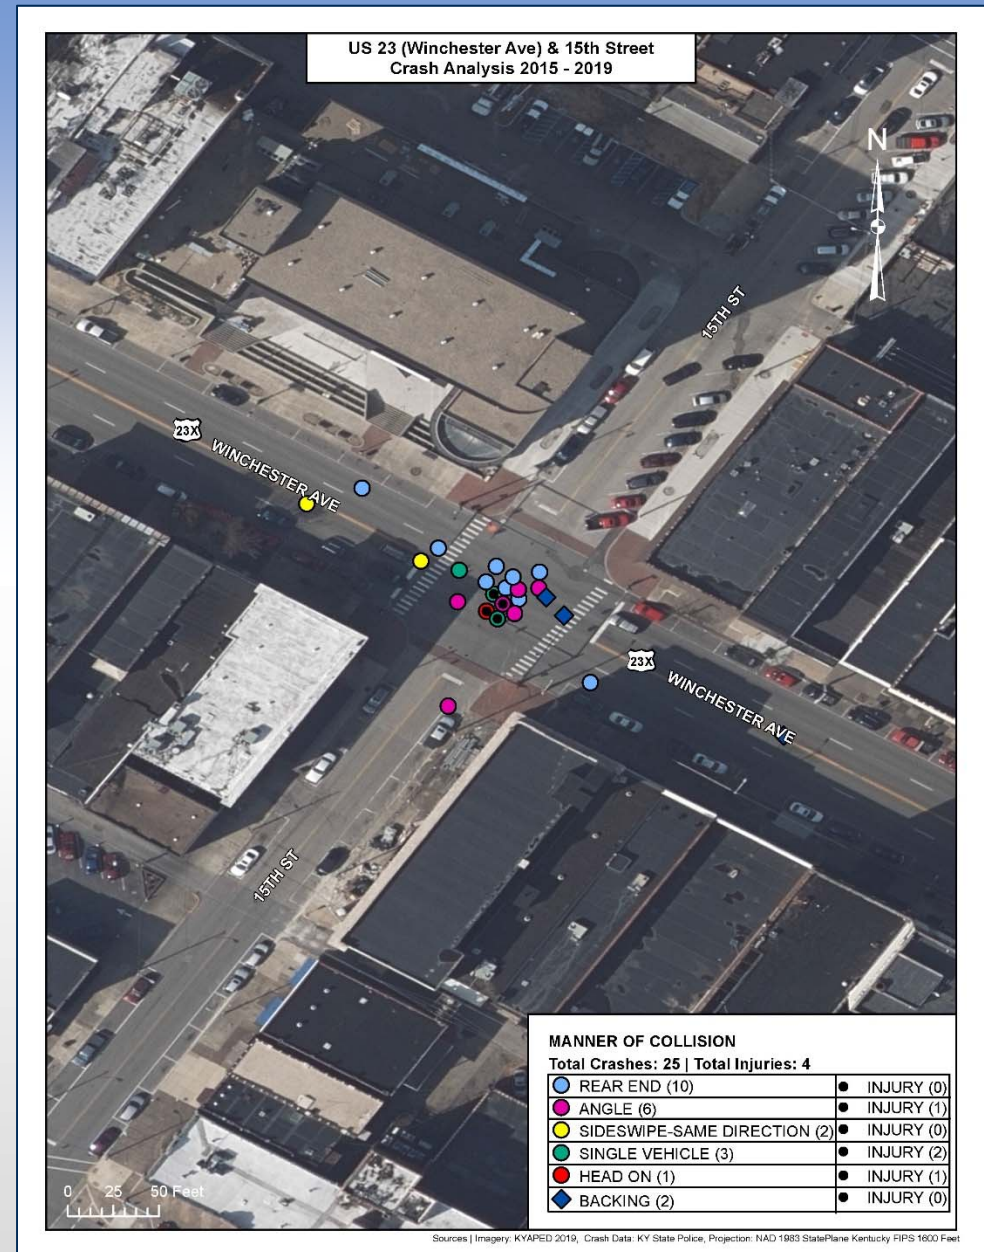 US 23 (Winchester Ave) & 15th Street
Crash Analysis 2015 - 2019
N
15TH ST
23X
WINCHESTER AVE
23X
WINCHESTER AVE
15TH ST
MANNER OF COLLISION
Total Crashes: 25 | Total Injuries: 4
REAR END (10) INJURY (0)
ANGLE (6) INJURY (1)
SIDESWIPE-SAME DIRECTION (2) INJURY (0)
SINGLE VEHICLE (3) INJURY (2)
HEAD ON (1) INJURY (1)
BACKING (2) INJURY (0)
0 25 50 Feet
Sources | Imagery: KYAPED 2019, Crash Data: KY State Police, Projection: NAD 1983 StatePlane Kentucky FIPS 1600 Feet